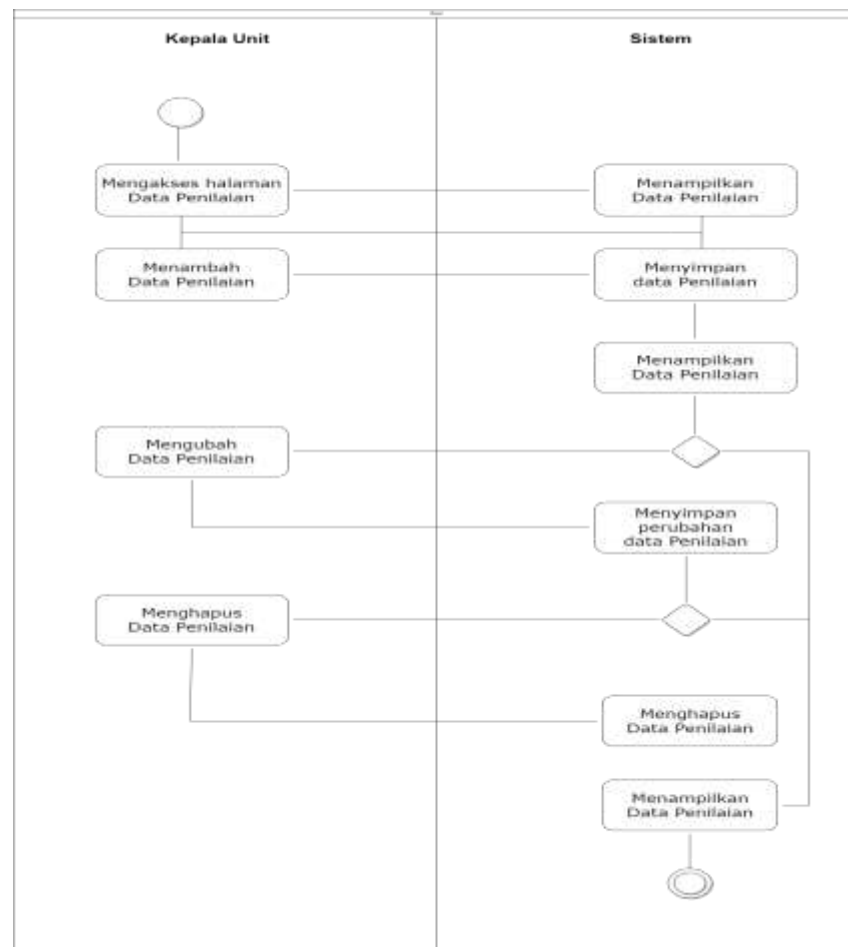 Kepala Unit
Sistem
Mengakses halaman
Data Penilaian
Menampilkan
Data Penilaian
Menambah
Data Penilaian
Menyimpan
data Penilaian
Menampilkan
Data Penilaian
Mengubah
Data Penilaian
Menyimpan
perubahan
data Penilaian
Menghapus
Data Penilaian
Menghapus
Data Penilaian
Menampilkan
Data Penilaian